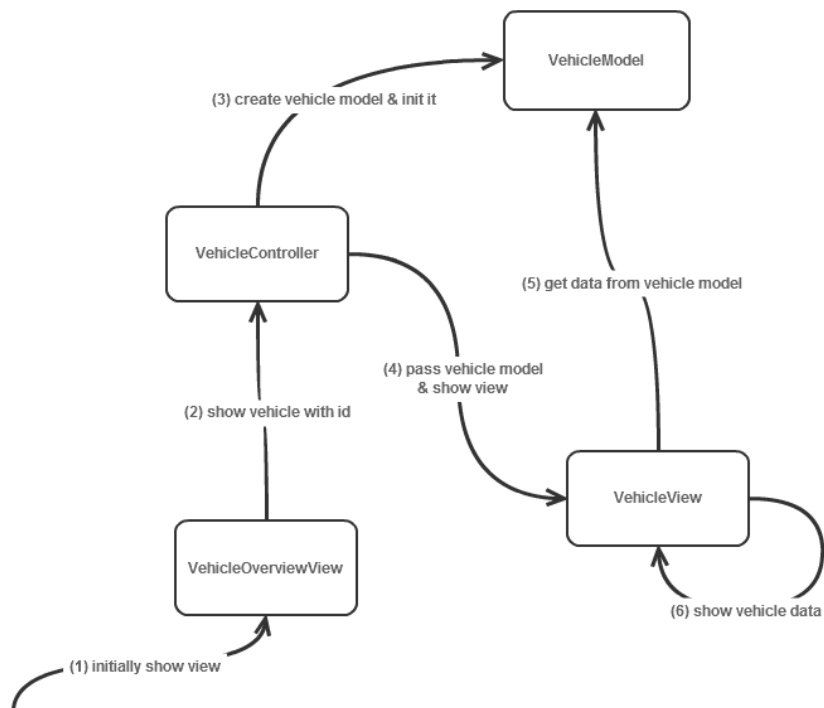 VehicleModel
(3) create vehicle model & init it
VehicleController
(5) get data from vehicle model
(4) pass vehicle model
& show view
(2) show vehicle with id
VehicleView
VehicleOverviewView
(6) show vehicle data
(1) initially show view